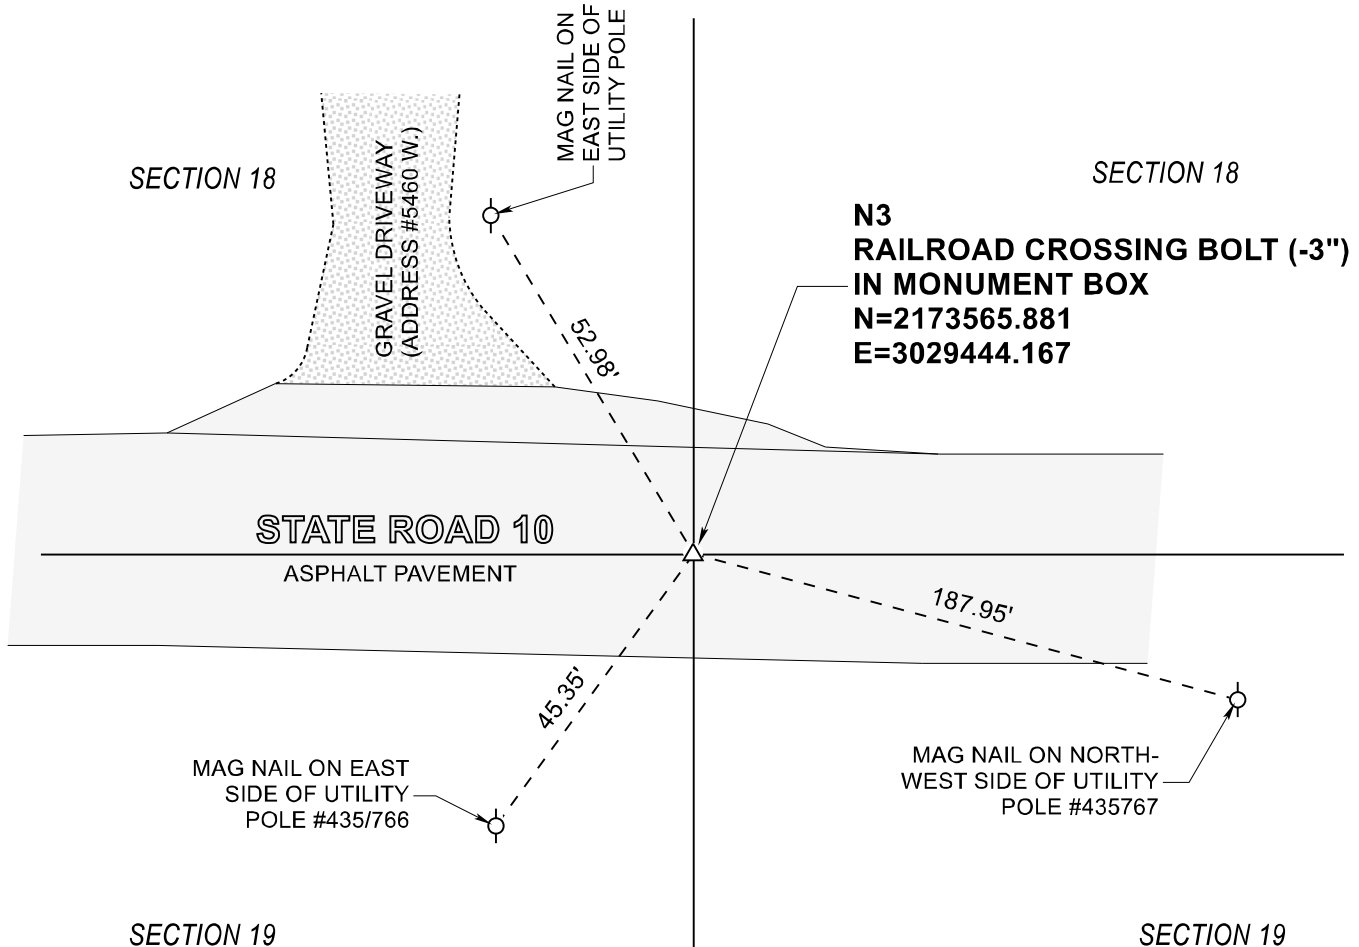 MAG NAIL ON
EAST SIDE OF
UTILITY POLE
SECTION 18
GRAVEL DRIVEWAY
(ADDRESS #5460 W.)
SECTION 18
N3
RAILROAD CROSSING BOLT (-3")
IN MONUMENT BOX
N=2173565.881
E=3029444.167
52.98'
STATE ROAD 10
ASPHALT PAVEMENT
187.95'
45.35'
MAG NAIL ON EAST
SIDE OF UTILITY
POLE #435/766
MAG NAIL ON NORTH-
WEST SIDE OF UTILITY
POLE #435767
SECTION 19
SECTION 19